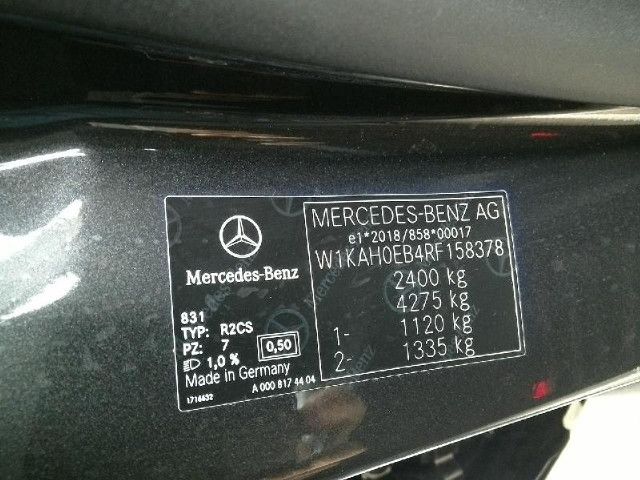 MERCEDES-BENZ AG
e1*2018/858*00017
W1KAH0EB4RF158378
2400 kg
4275 kg
1- 1120 kg
2- 1335 kg
Mercedes-Benz
831
TYP: R2CS
PZ: 7
1,0 % 0,50
Made in Germany
A 000 817 44 04
1716632